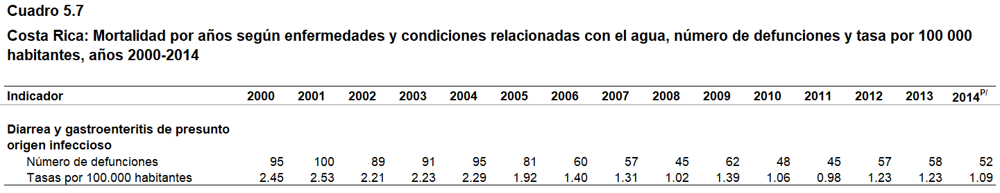 Cuadro 5.7
Costa Rica: Mortalidad por años según enfermedades y condiciones relacionadas con el agua, número de defunciones y tasa por 100 000
habitantes, años 2000-2014
Indicador 2000 2001 2002 2003 2004 2005 2006 2007 2008 2009 2010 2011 2012 2013 2014P/
Diarrea y gastroenteritis de presunto
origen infeccioso
Número de defunciones 95 100 89 91 95 81 60 57 45 62 48 45 57 58 52
Tasas por 100.000 habitantes 2.45 2.53 2.21 2.23 2.29 1.92 1.40 1.31 1.02 1.39 1.06 0.98 1.23 1.23 1.09